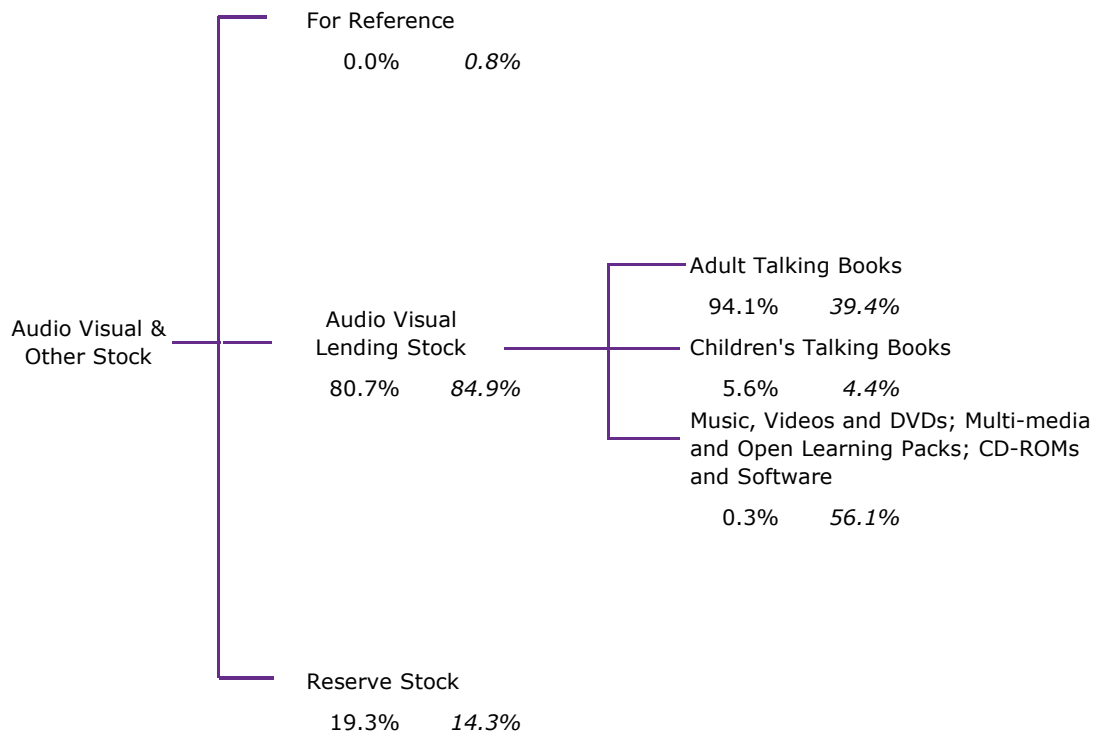 For Reference
0.0% 0.8%
Audio Visual &
Other Stock
Audio Visual
Lending Stock
80.7% 84.9%
Adult Talking Books
94.1% 39.4%
Children's Talking Books
5.6% 4.4%
Music, Videos and DVDs; Multi-media
and Open Learning Packs; CD-ROMs
and Software
0.3% 56.1%
Reserve Stock
19.3% 14.3%